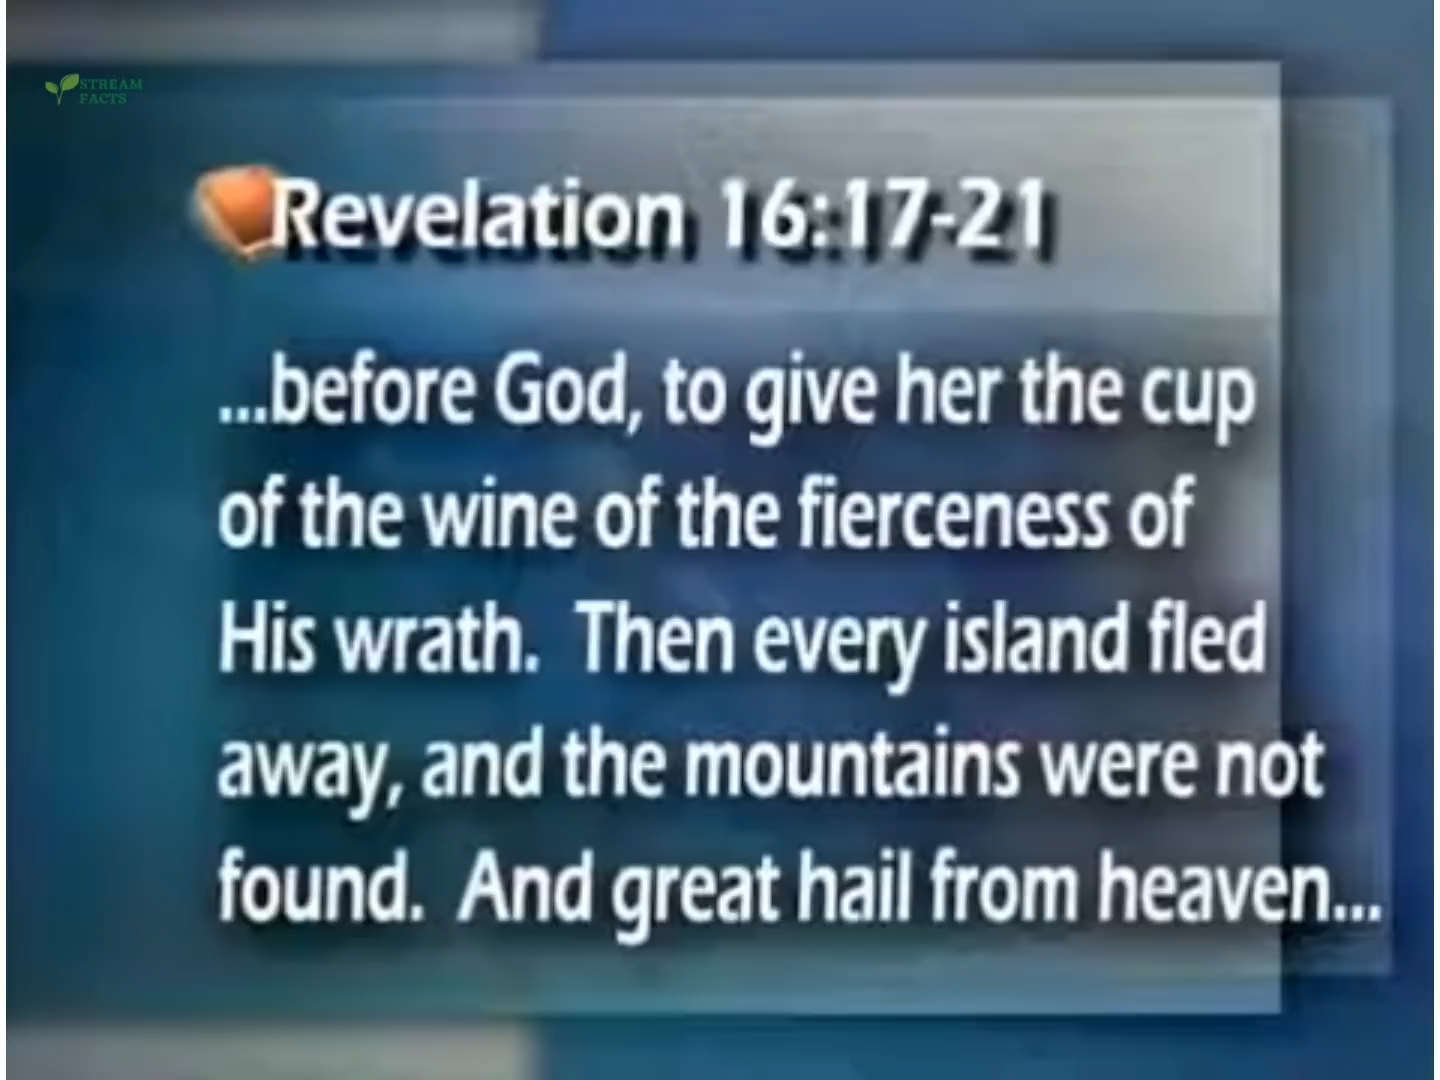 STREAM
FACTS
Revelation 16:17-21
...before God, to give her the cup
of the wine of the fierceness of
His wrath.  Then every island fled
away, and the mountains were not
found.  And great hail from heaven...